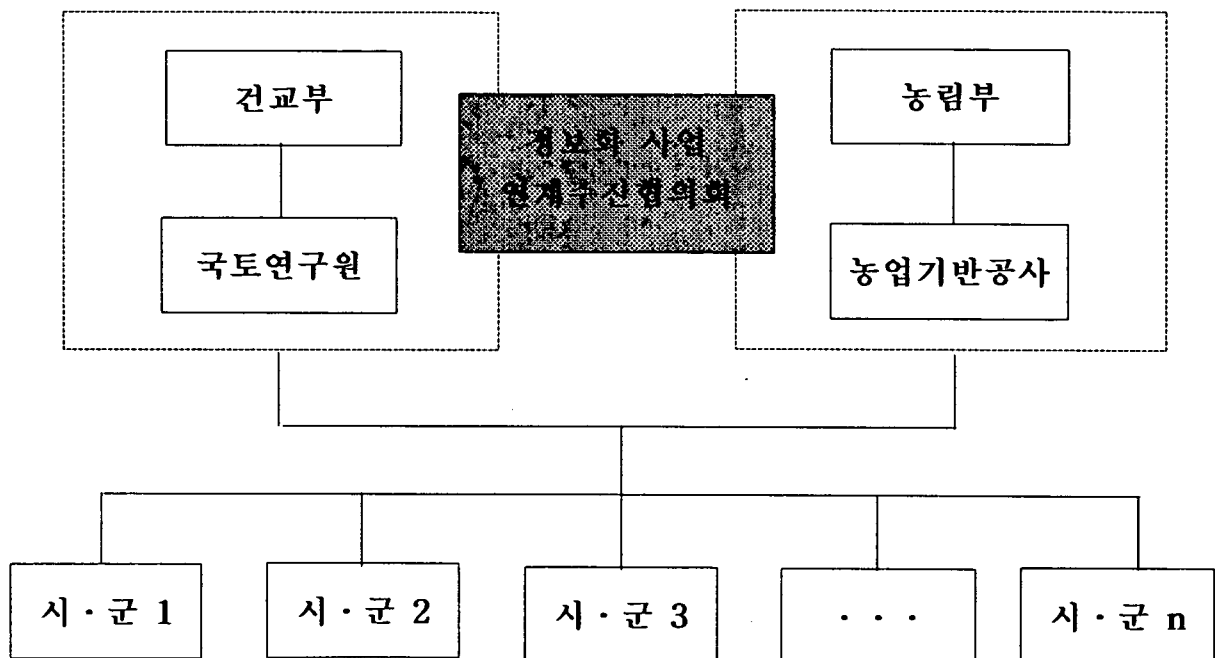 건교부
국토연구원
정보화 사업
연계추진협의회
농림부
농업기반공사
시 · 군 1
시 · 군 2
시 · 군 3
· · ·
시 · 군 n